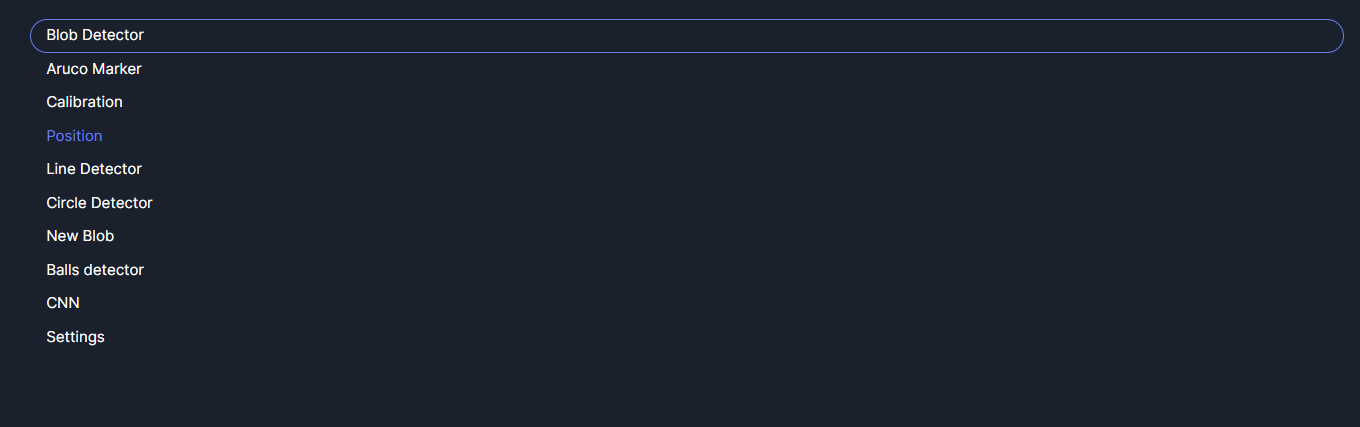 Blob Detector
Aruco Marker
Calibration
Position
Line Detector
Circle Detector
New Blob
Balls detector
CNN
Settings